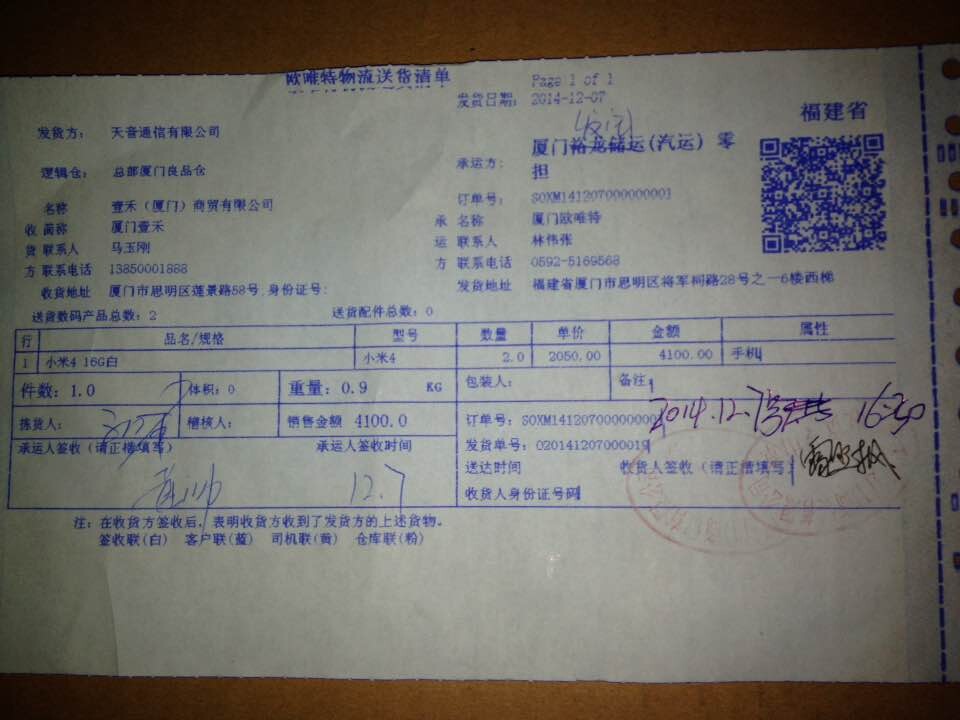 欧唯特物流送货清单
Page 1 of 1
发货日期: 2014-12-07
福建省
发货方: 天音通信有限公司
承运方: 厦门裕龙储运(汽运) 零担
逻辑仓: 总部厦门良品仓
订单号: SOXM141207000000001
名称 壹禾（厦门）商贸有限公司
承 名称 厦门欧唯特
收 简称 厦门壹禾
货 联系人 马玉刚
运 联系人 林伟张
方 联系电话 13850001888
方 联系电话 0592-5169568
收货地址 厦门市思明区莲景路58号 身份证号:
发货地址 福建省厦门市思明区将军祠路28号之一6楼西梯
送货数码产品总数: 2 送货配件总数: 0
行 品名/规格 型号 数量 单价 金额 属性
1 小米4 16G白 小米4 2.0 2050.00 4100.00 手机
件数: 1.0 体积: 0 重量: 0.9 KG 包装人: 备注
拣货人: 稽核人: 销售金额 4100.0 订单号: SOXM14120700000000
2014.12.7 16:30
承运人签收（请正楷填写） 承运人签收时间 发货单号: 020141207000019
送达时间 收货人签收（请正楷填写）
12.7
收货人身份证号码
注: 在收货方签收后, 表明收货方收到了发货方的上述货物。
签收联(白) 客户联(蓝) 司机联(黄) 仓库联(粉)